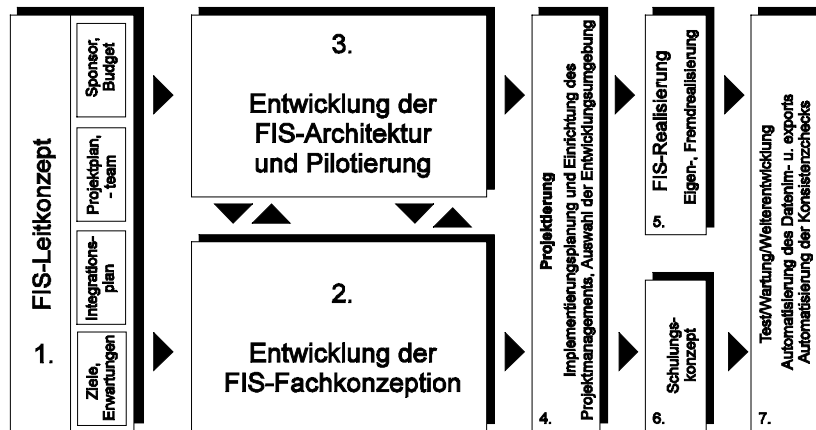 1.
FIS-Leitkonzept
Sponsor,
Budget
Projektplan,
- team
Integrations-
plan
Ziele,
Erwartungen
3.
Entwicklung der
FIS-Architektur
und Pilotierung
2.
Entwicklung der
FIS-Fachkonzeption
4.
Projektierung
Implementierungsplanung und Einrichtung des
Projektmanagements, Auswahl der Entwicklungsumgebung
5.
FIS-Realisierung
Eigen-, Fremdrealisierung
6.
Schulungs-
konzept
7.
Test/Wartung/Weiterentwicklung
Automatisierung des Datenim- u. exports
Automatisierung der Konsistenzchecks